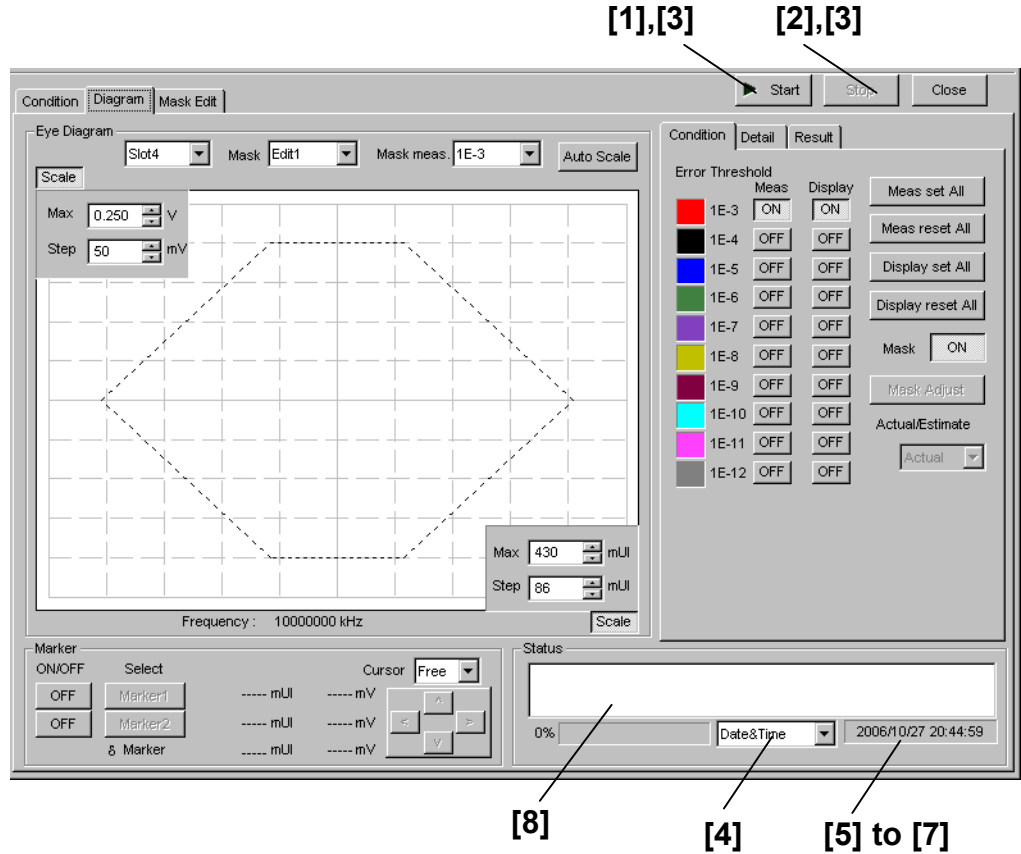 [1],[3] [2],[3]
Condition Diagram Mask Edit Start Stop Close
Eye Diagram
Slot4 Mask Edit1 Mask meas. 1E-3 Auto Scale
Scale
Max 0.250 V
Step 50 mV
Max 430 mUI
Step 86 mUI
Frequency : 10000000 kHz Scale
Condition Detail Result
Error Threshold
Meas Display
1E-3 ON ON
1E-4 OFF OFF
1E-5 OFF OFF
1E-6 OFF OFF
1E-7 OFF OFF
1E-8 OFF OFF
1E-9 OFF OFF
1E-10 OFF OFF
1E-11 OFF OFF
1E-12 OFF OFF
Meas set All
Meas reset All
Display set All
Display reset All
Mask ON
Mask Adjust
Actual/Estimate
Actual
Marker
ON/OFF Select Cursor Free
OFF Marker1 ----- mUI ----- mV
OFF Marker2 ----- mUI ----- mV
δ Marker ----- mUI ----- mV
^
< >
v
Status
0% Date&Time 2006/10/27 20:44:59
[8] [4] [5] to [7]